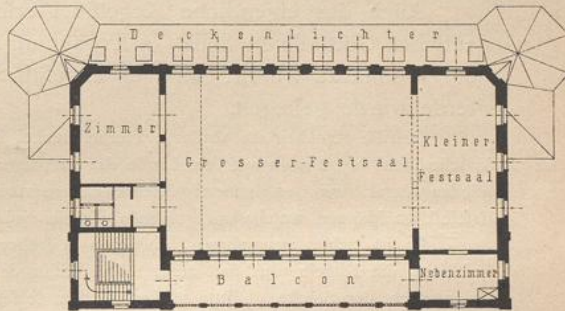 Deckenlichter
Zimmer
Grosser-Festsaal
Kleiner-
Festsaal
Balcon
Nebenzimmer